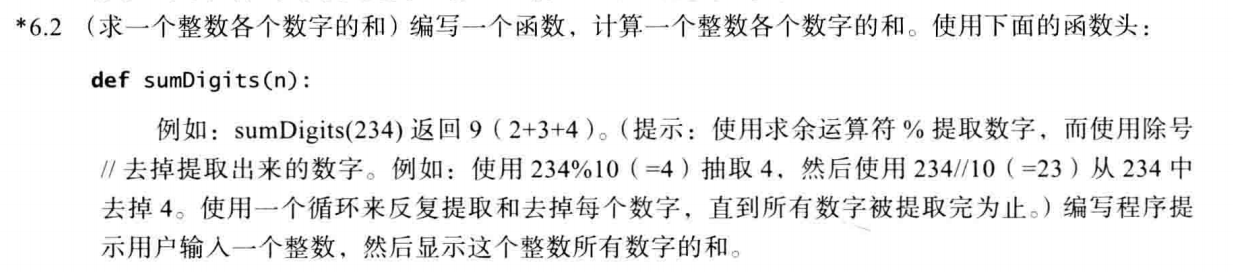 *6.2 （求一个整数各个数字的和）编写一个函数，计算一个整数各个数字的和。使用下面的函数头：
def sumDigits(n):
例如：sumDigits(234) 返回 9（2+3+4）。（提示：使用求余运算符 % 提取数字，而使用除号
// 去掉提取出来的数字。例如：使用 234%10（=4）抽取 4，然后使用 234//10（=23）从 234 中
去掉 4。使用一个循环来反复提取和去掉每个数字，直到所有数字被提取完为止。）编写程序提
示用户输入一个整数，然后显示这个整数所有数字的和。